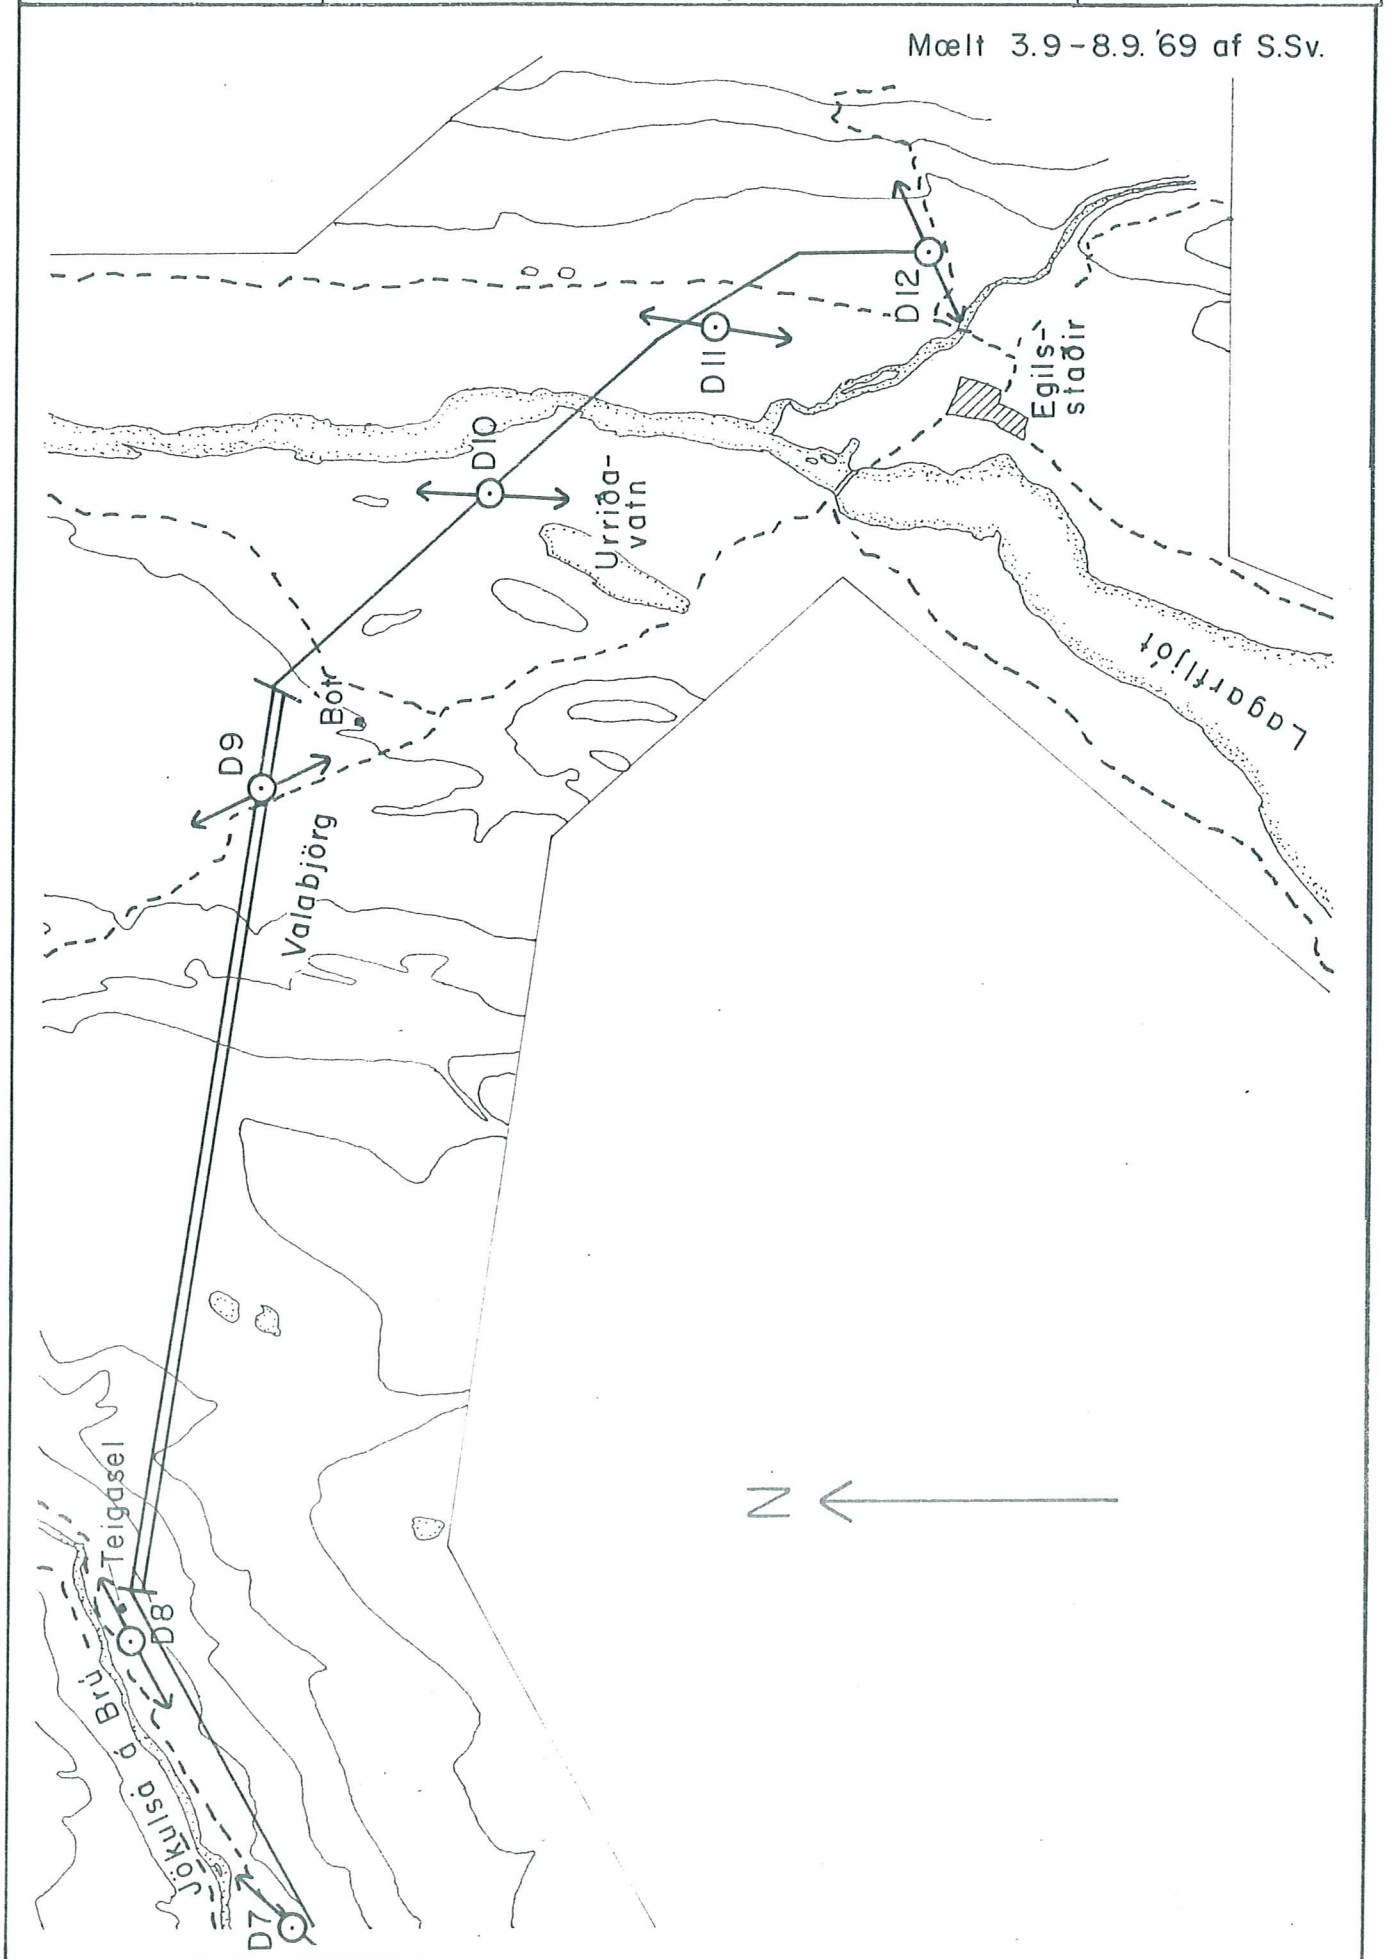 Mælt 3.9-8.9.'69 af S.Sv.
D12
D11
Egils-
staðir
D10
Urriða-
vatn
Lagarfljót
Bót
D9
Valabjörg
N
Teigasel
D8
Jökulsá á Brú
D7